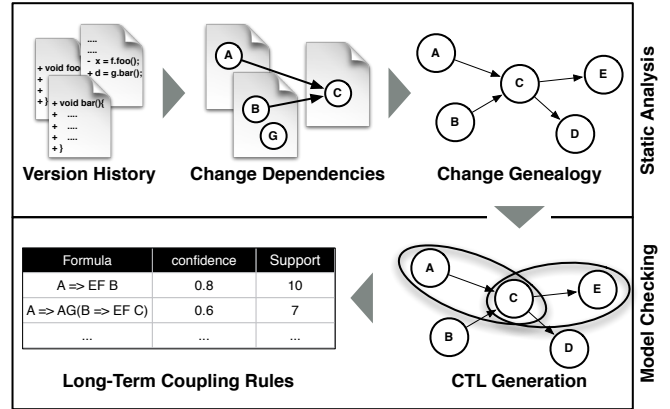 + void foo
+
+
+ }
....
....
- x = f.foo();
+ d = g.bar();
+ void bar(){
+ ....
+ ....
+ ....
+ }
Version History
A
B
G
C
Change Dependencies
A
B
C
E
D
Change Genealogy
Static Analysis
Formula confidence Support
A => EF B 0.8 10
A => AG(B => EF C) 0.6 7
... ... ...
Long-Term Coupling Rules
A
B
C
E
D
CTL Generation
Model Checking